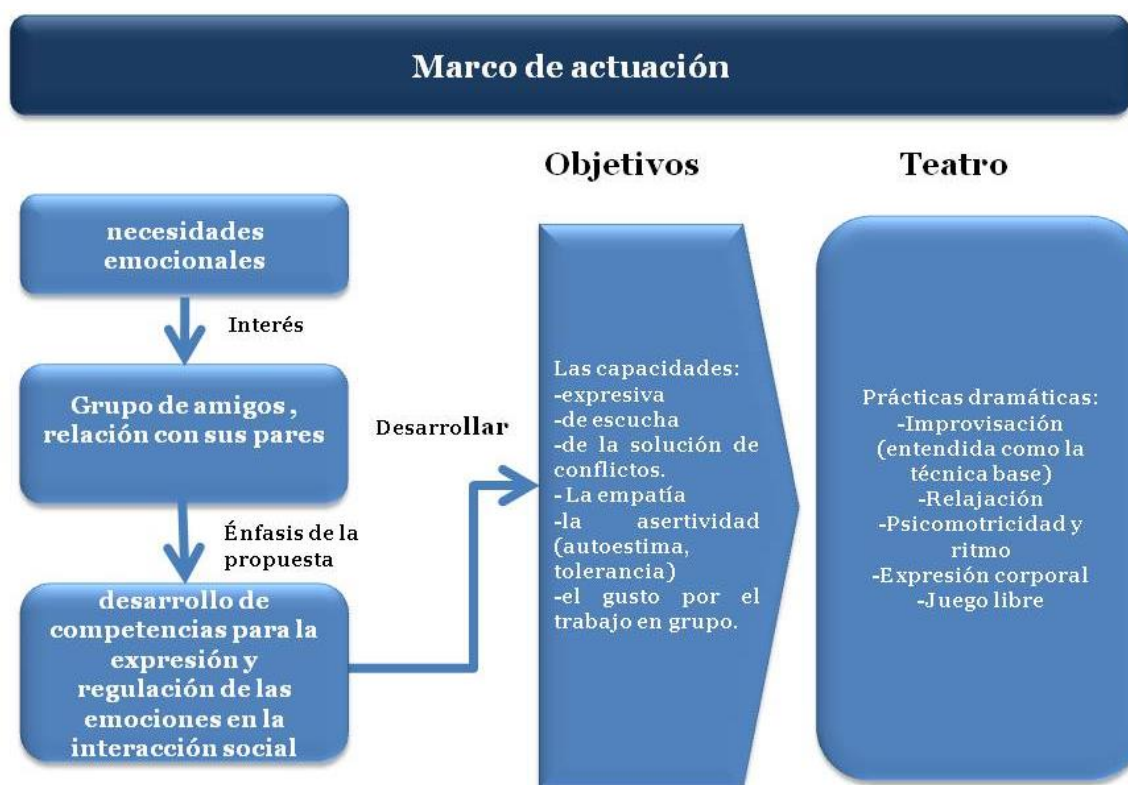 Marco de actuación
Objetivos
Teatro
necesidades
emocionales
Interés
Grupo de amigos ,
relación con sus pares
Énfasis de la
propuesta
desarrollo de
competencias para la
expresión y
regulación de las
emociones en la
interacción social
Desarrollar
Las capacidades:
-expresiva
-de escucha
-de la solución de
conflictos.
- La empatía
-la asertividad
(autoestima,
tolerancia)
-el gusto por el
trabajo en grupo.
Prácticas dramáticas:
-Improvisación
(entendida como la
técnica base)
-Relajación
-Psicomotricidad y
ritmo
-Expresión corporal
-Juego libre